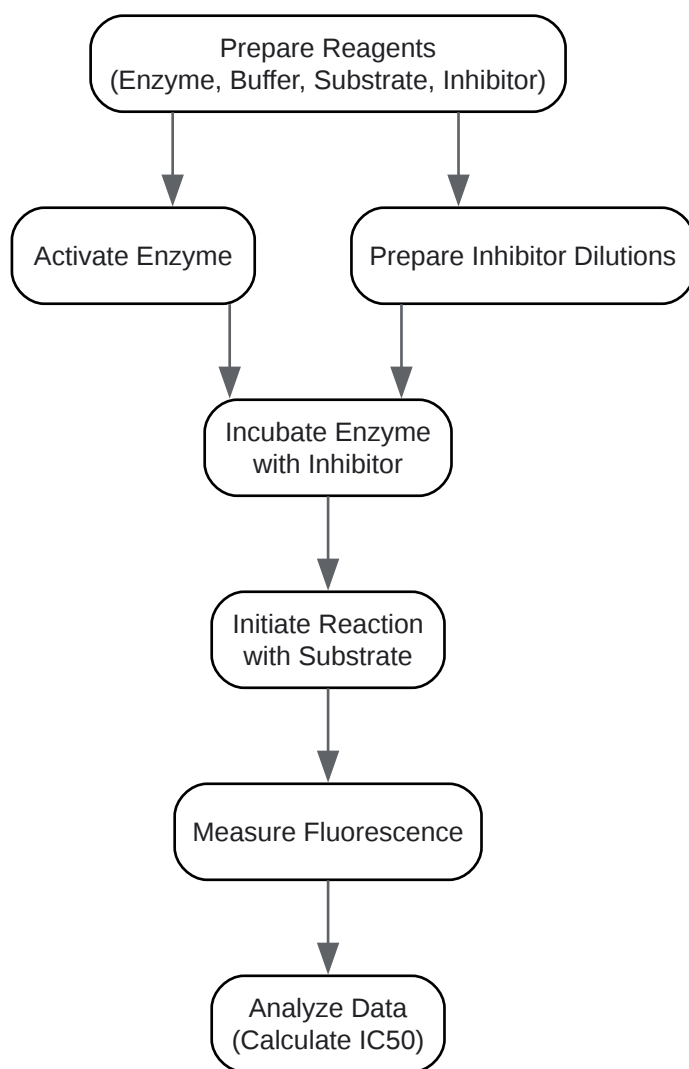 Prepare Reagents
(Enzyme, Buffer, Substrate, Inhibitor)
Activate Enzyme
Prepare Inhibitor Dilutions
Incubate Enzyme
with Inhibitor
Initiate Reaction
with Substrate
Measure Fluorescence
Analyze Data
(Calculate IC50)